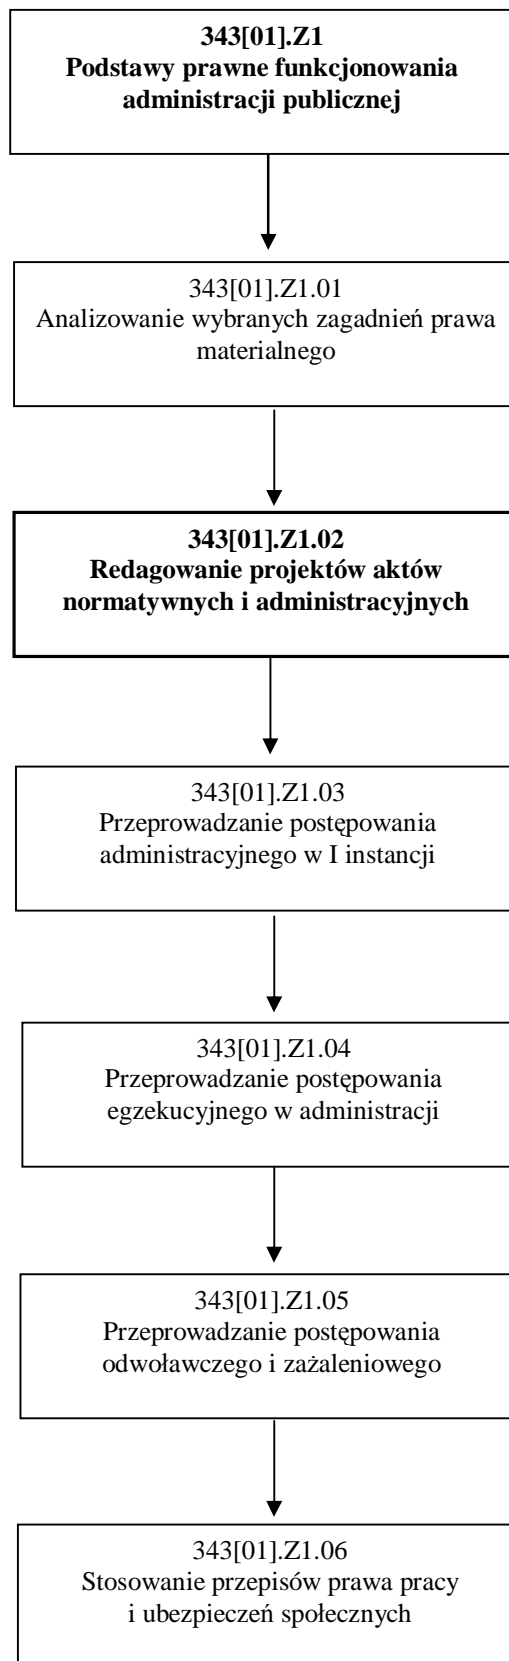 343[01].Z1
Podstawy prawne funkcjonowania
administracji publicznej
343[01].Z1.01
Analizowanie wybranych zagadnień prawa
materialnego
343[01].Z1.02
Redagowanie projektów aktów
normatywnych i administracyjnych
343[01].Z1.03
Przeprowadzanie postępowania
administracyjnego w I instancji
343[01].Z1.04
Przeprowadzanie postępowania
egzekucyjnego w administracji
343[01].Z1.05
Przeprowadzanie postępowania
odwoławczego i zażaleniowego
343[01].Z1.06
Stosowanie przepisów prawa pracy
i ubezpieczeń społecznych